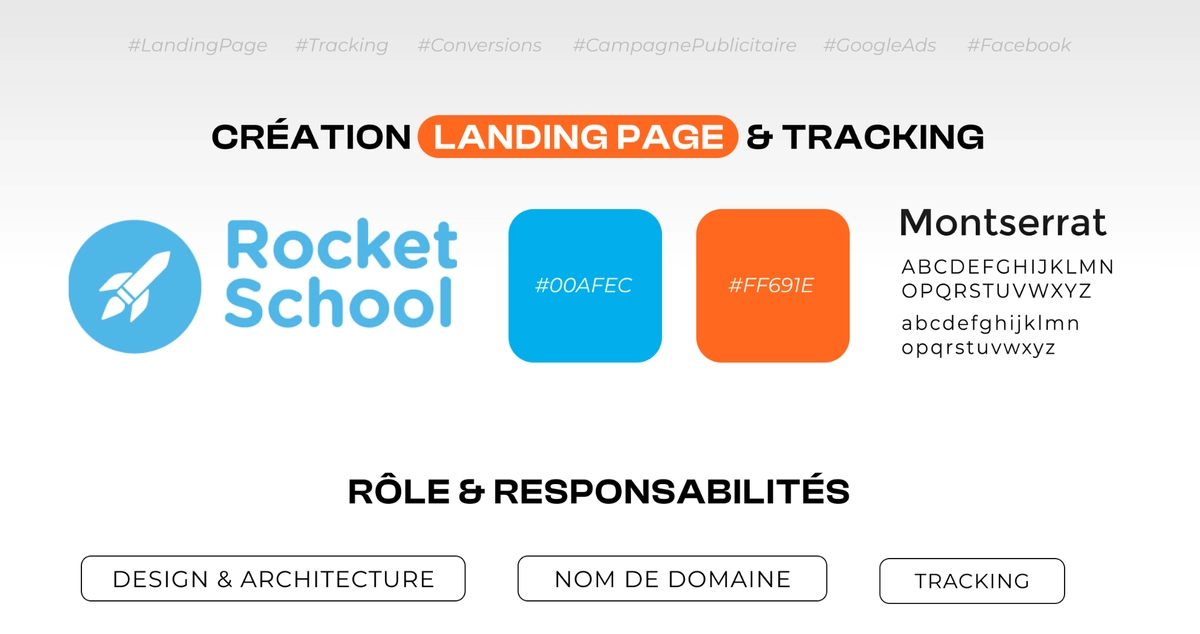 #LandingPage #Tracking #Conversions #CampagnePublicitaire #GoogleAds #Facebook
CRÉATION LANDING PAGE & TRACKING
Rocket
School
#00AFEC
#FF691E
Montserrat
ABCDEFGHIJKLMN
OPQRSTUVWXYZ
abcdefghijklmn
opqrstuvwxyz
RÔLE & RESPONSABILITÉS
DESIGN & ARCHITECTURE
NOM DE DOMAINE
TRACKING